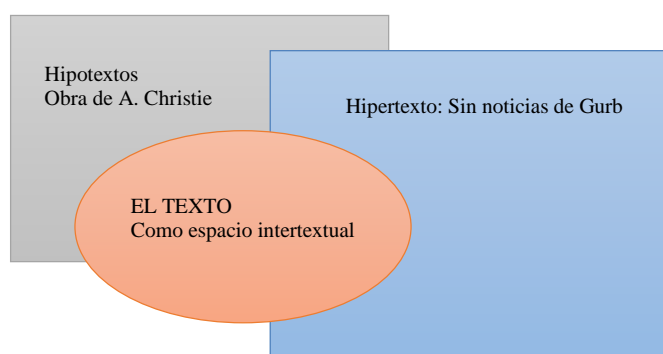 Hipotextos
Obra de A. Christie
Hipertexto: Sin noticias de Gurb
EL TEXTO
Como espacio intertextual